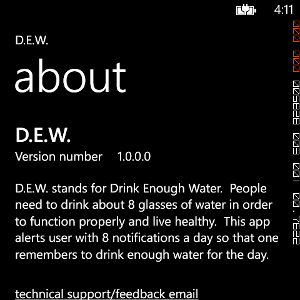 4:11
D.E.W.
about
D.E.W.
Version number 1.0.0.0
D.E.W. stands for Drink Enough Water. People
need to drink about 8 glasses of water in order
to function properly and live healthy. This app
alerts user with 8 notifications a day so that one
remembers to drink enough water for the day.
technical support/feedback email